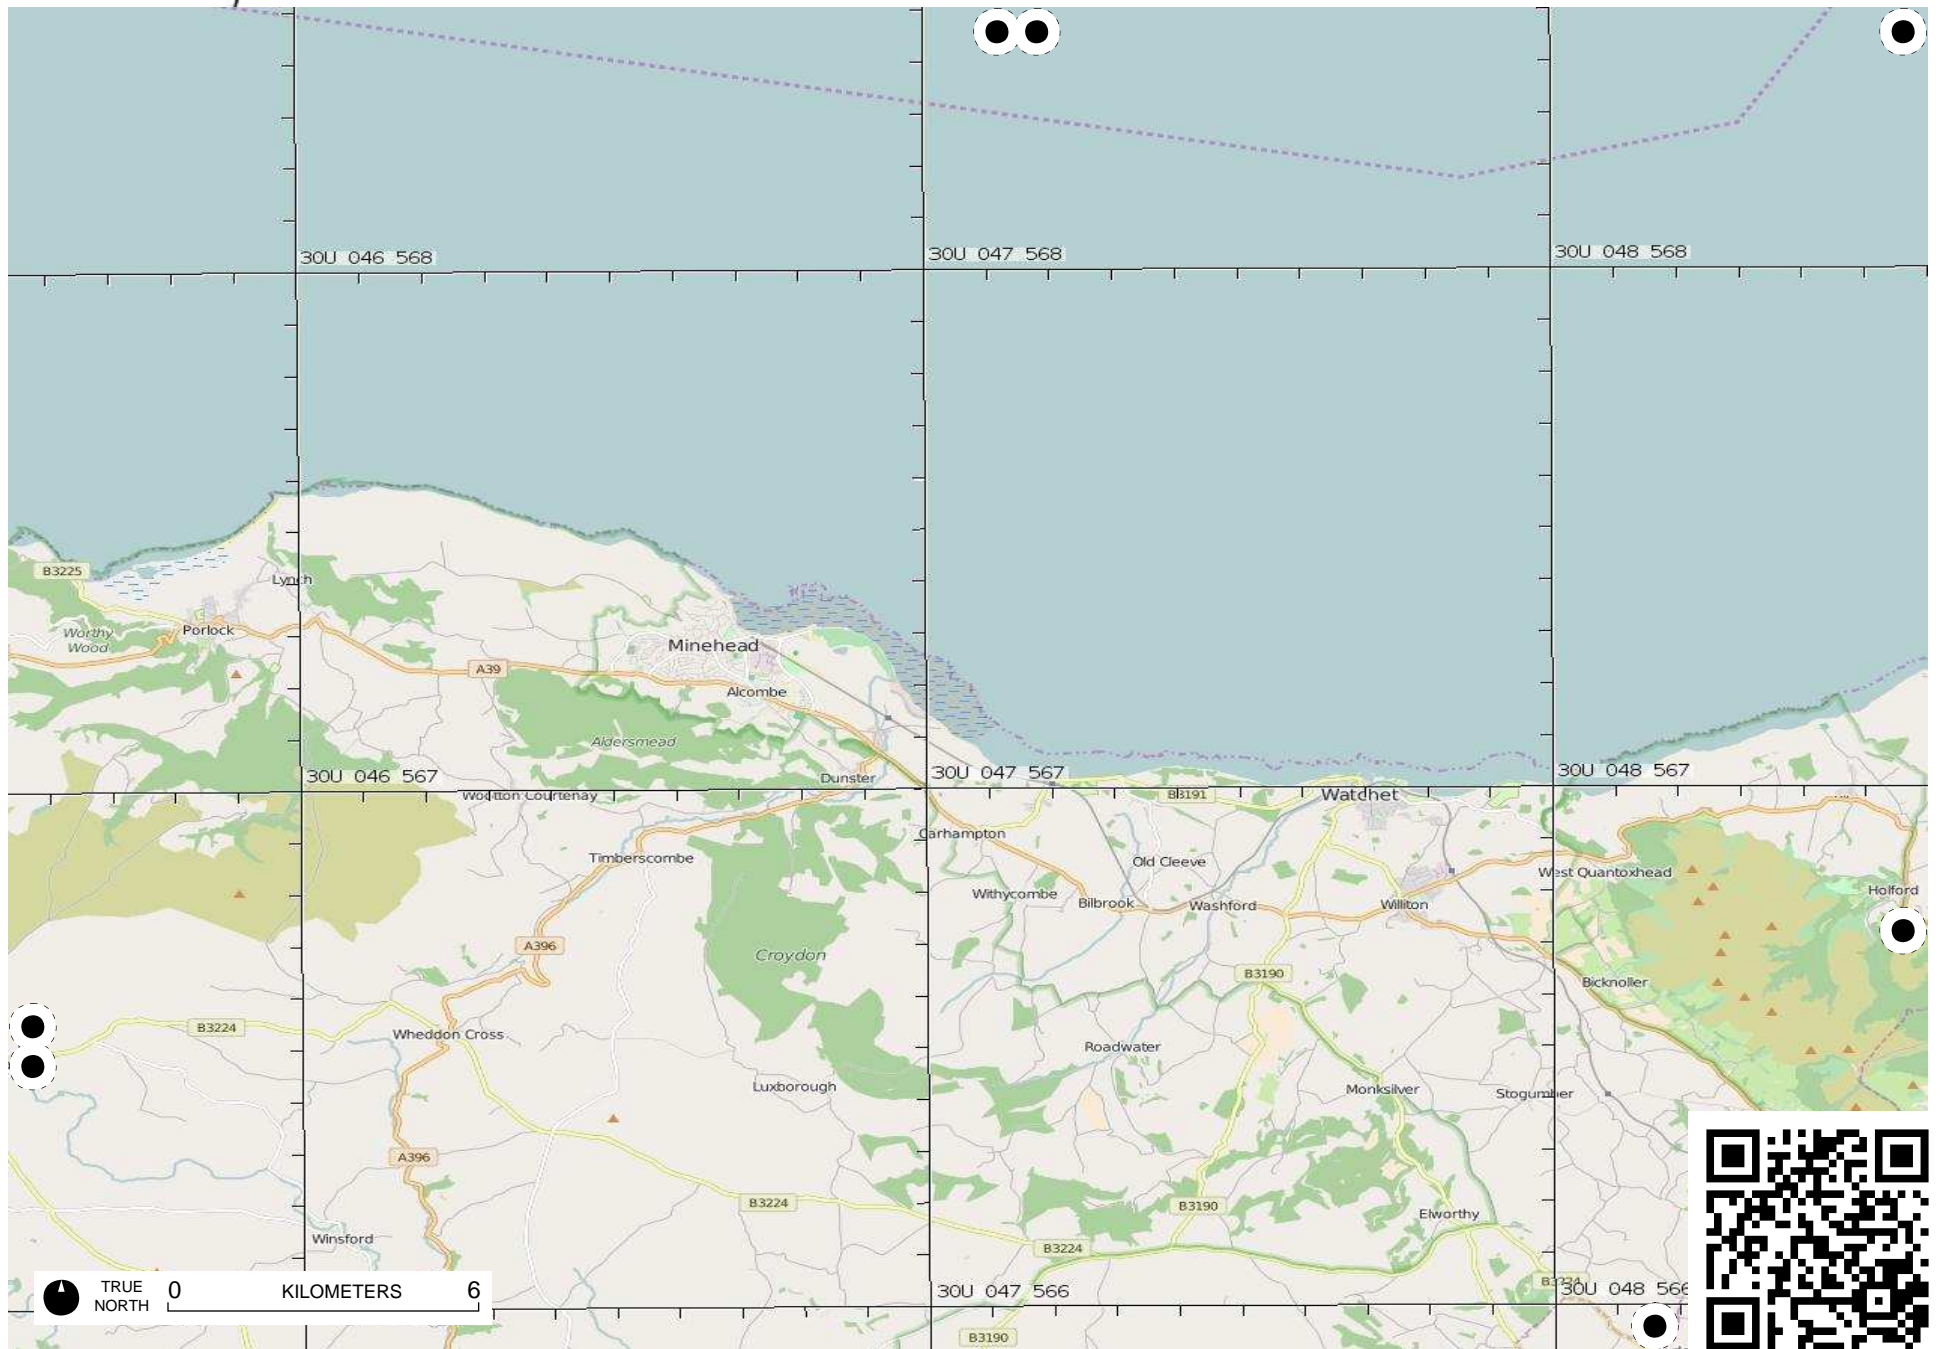 30U 046 568
30U 047 568
30U 048 568
B3225
Lynch
Porlock
Worthy
Wood
Minehead
A39
Alcombe
Aldersmead
30U 046 567
Dunster
30U 047 567
30U 048 567
Wootton Courtenay
B3191
Watchet
Carhampton
Timberscombe
Old Cleeve
West Quantoxhead
Withycombe
Bilbrook
Washford
Williton
Holford
A396
Croydon
B3190
Bicknoller
B3224
Wheddon Cross
Roadwater
Luxborough
Monksilver
Stogumber
A396
B3224
B3190
Elworthy
Winsford
B3224
B3224
30U 047 566
30U 048 566
TRUE
NORTH
0 KILOMETERS 6
B3190